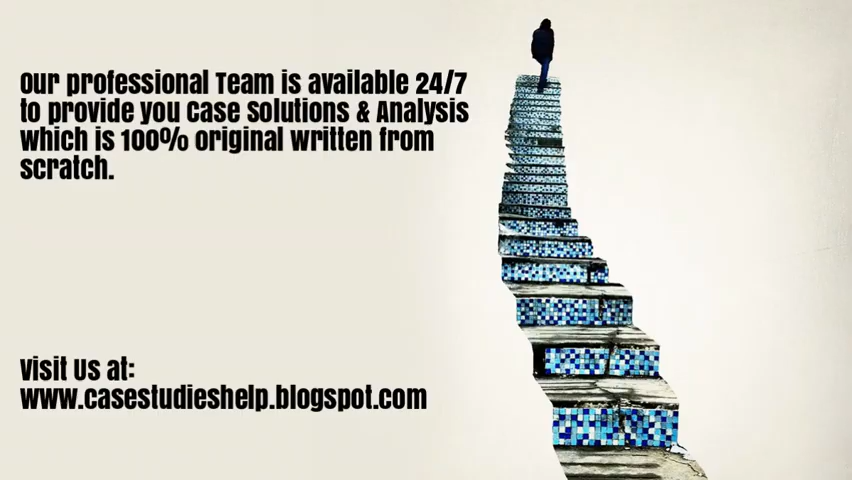 Our professional Team is available 24/7
to provide you Case Solutions & Analysis
which is 100% original written from
scratch.
Visit Us at:
www.casestudieshelp.blogspot.com